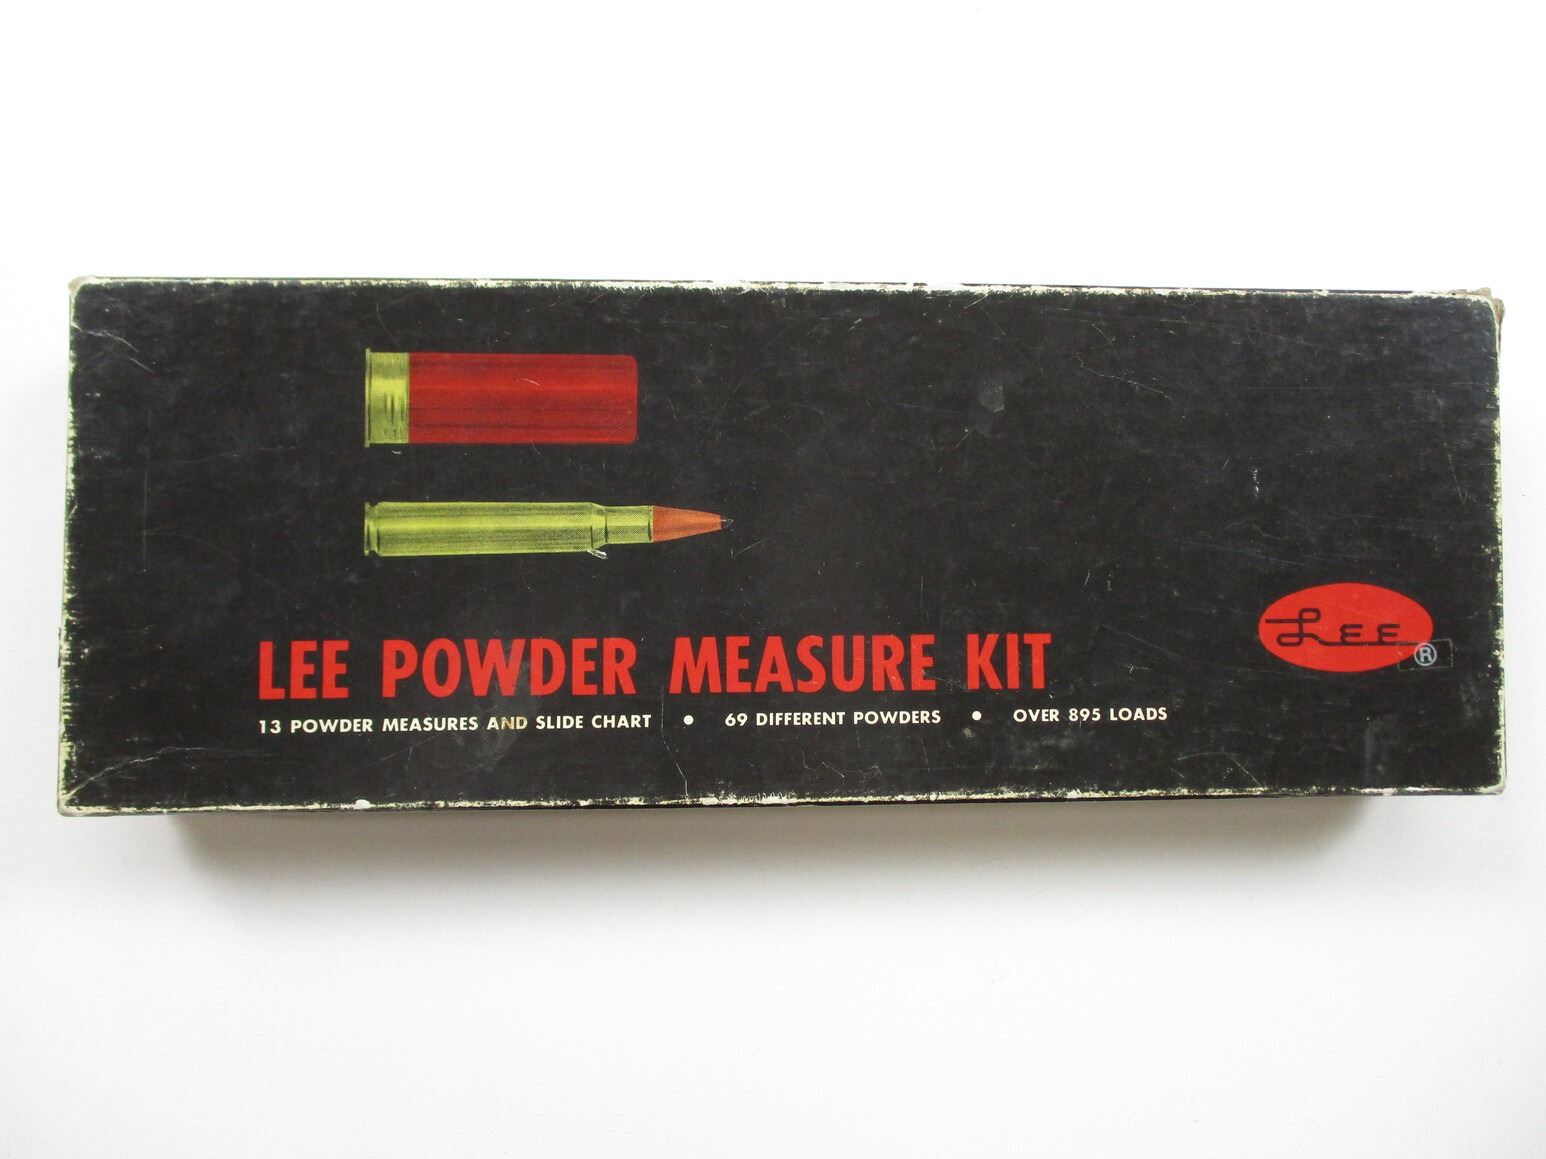 LEE POWDER MEASURE KIT
13 POWDER MEASURES AND SLIDE CHART • 69 DIFFERENT POWDERS • OVER 895 LOADS
LEE ®